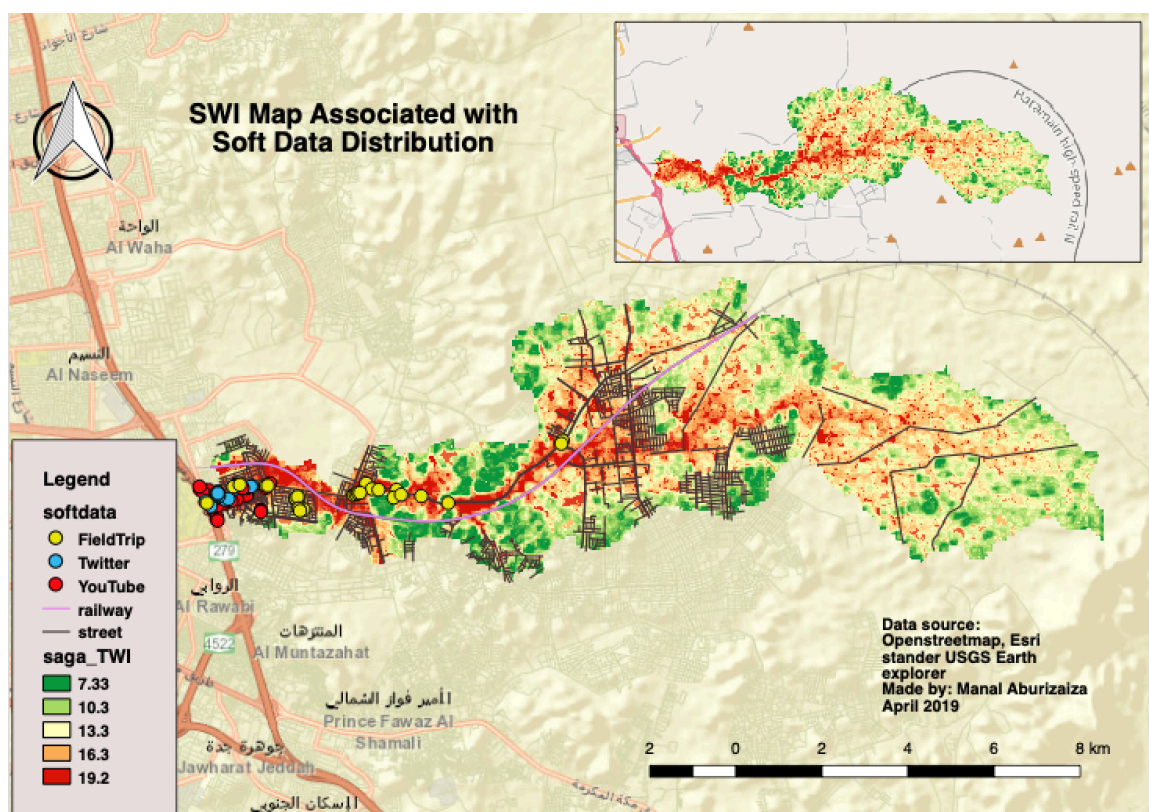 شارع الأجواد
SWI Map Associated with
Soft Data Distribution
Haramain high-speed rail N
الواحة
Al Waha
النسيم
Al Naseem
Legend
softdata
FieldTrip
Twitter
YouTube
railway
street
saga_TWI
7.33
10.3
13.3
16.3
19.2
279
الروابي
Al Rawabi
4522
المنتزهات
Al Muntazahat
الأمير فواز الشمالي
Prince Fawaz Al
Shamali
جوهرة جدة
Jawharat Jeddah
الإسكان الجنوبي
Data source:
Openstreetmap, Esri
stander USGS Earth
explorer
Made by: Manal Aburizaiza
April 2019
2 0 2 4 6 8 km